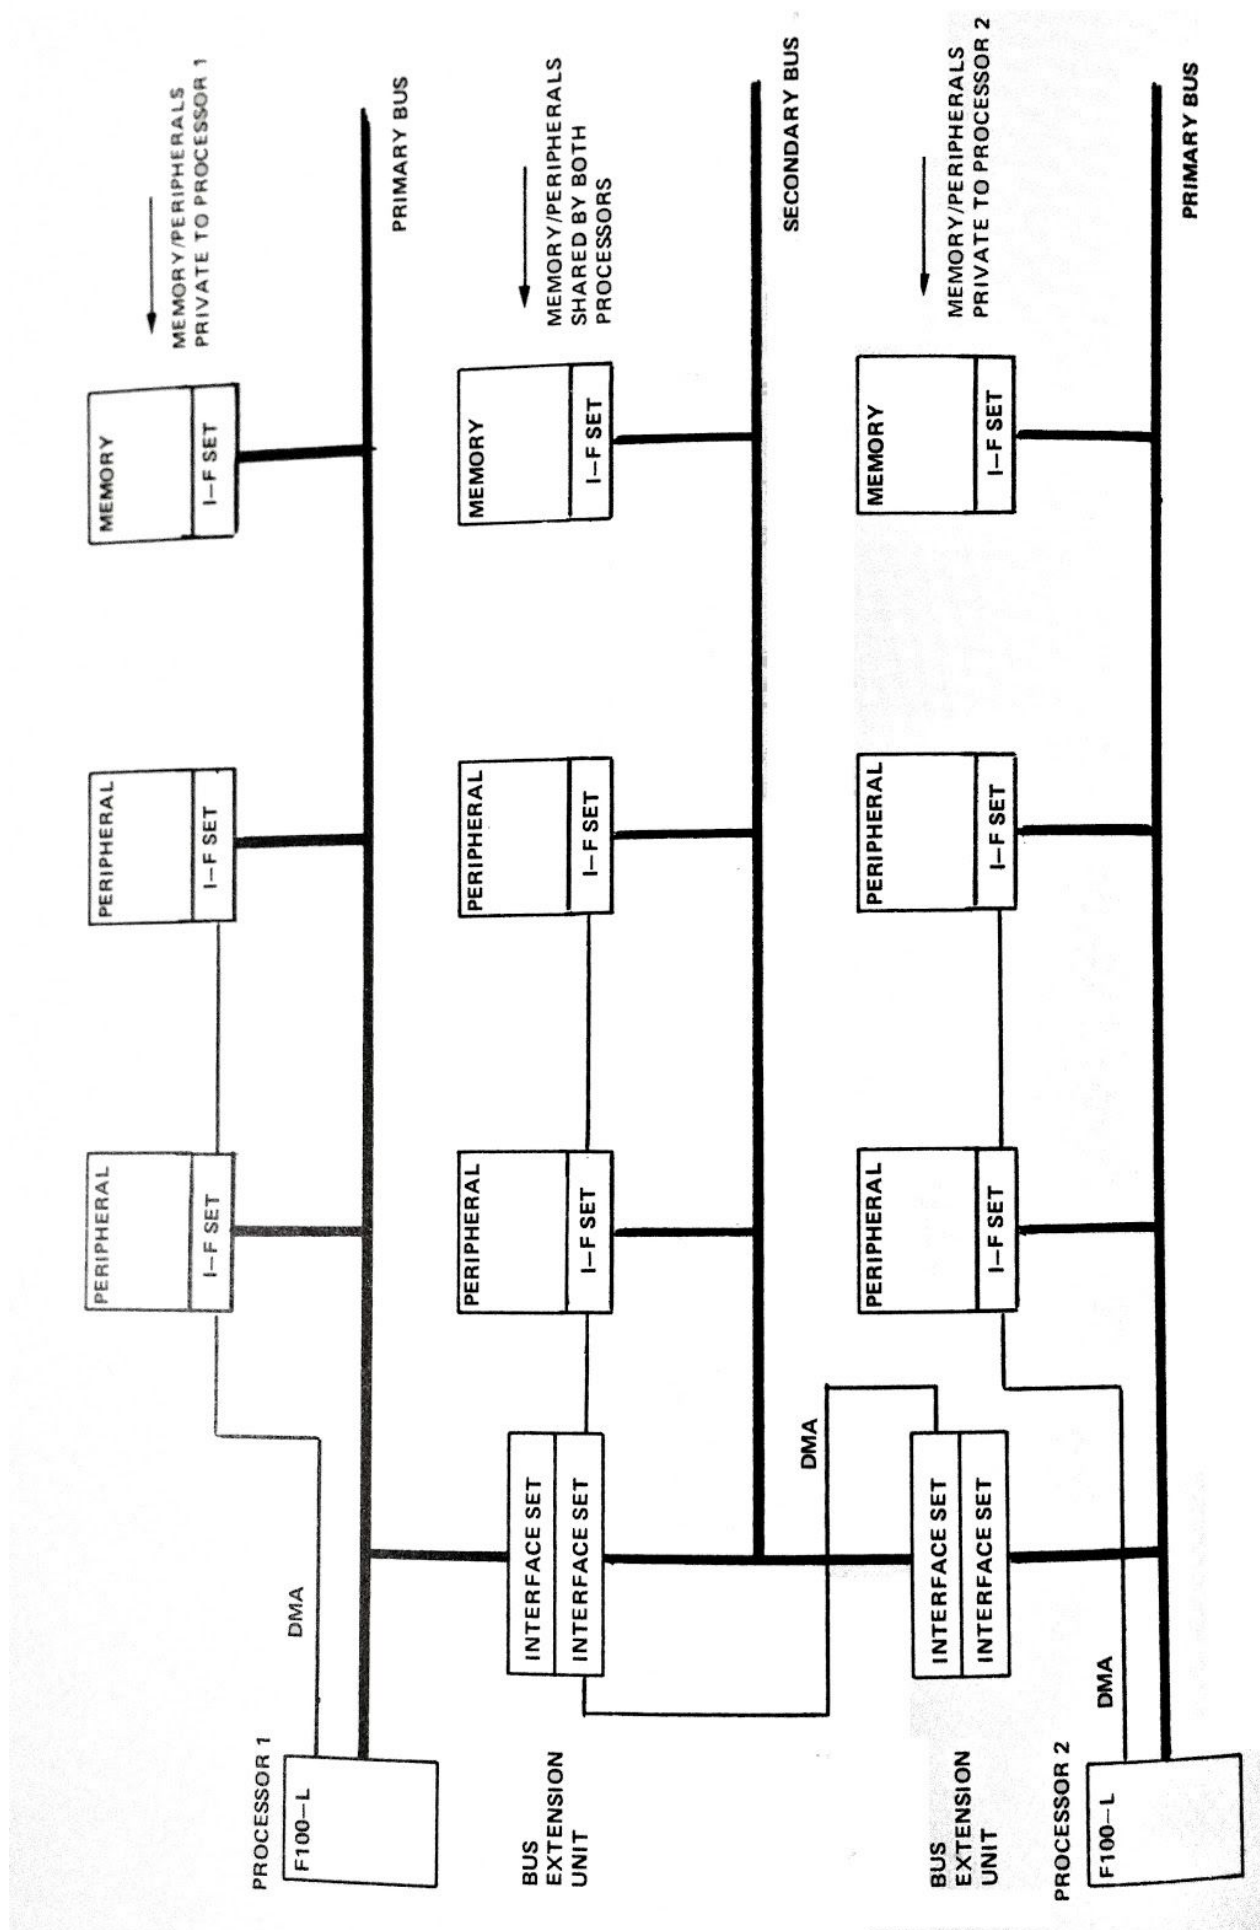 PROCESSOR 1
F100–L
DMA
PERIPHERAL
I–F SET
PERIPHERAL
I–F SET
MEMORY
I–F SET
MEMORY/PERIPHERALS
PRIVATE TO PROCESSOR 1
PRIMARY BUS
BUS
EXTENSION
UNIT
INTERFACE SET
INTERFACE SET
PERIPHERAL
I–F SET
PERIPHERAL
I–F SET
MEMORY
I–F SET
MEMORY/PERIPHERALS
SHARED BY BOTH
PROCESSORS
SECONDARY BUS
DMA
BUS
EXTENSION
UNIT
INTERFACE SET
INTERFACE SET
PERIPHERAL
I–F SET
PERIPHERAL
I–F SET
MEMORY
I–F SET
MEMORY/PERIPHERALS
PRIVATE TO PROCESSOR 2
PROCESSOR 2
F100–L
DMA
PRIMARY BUS